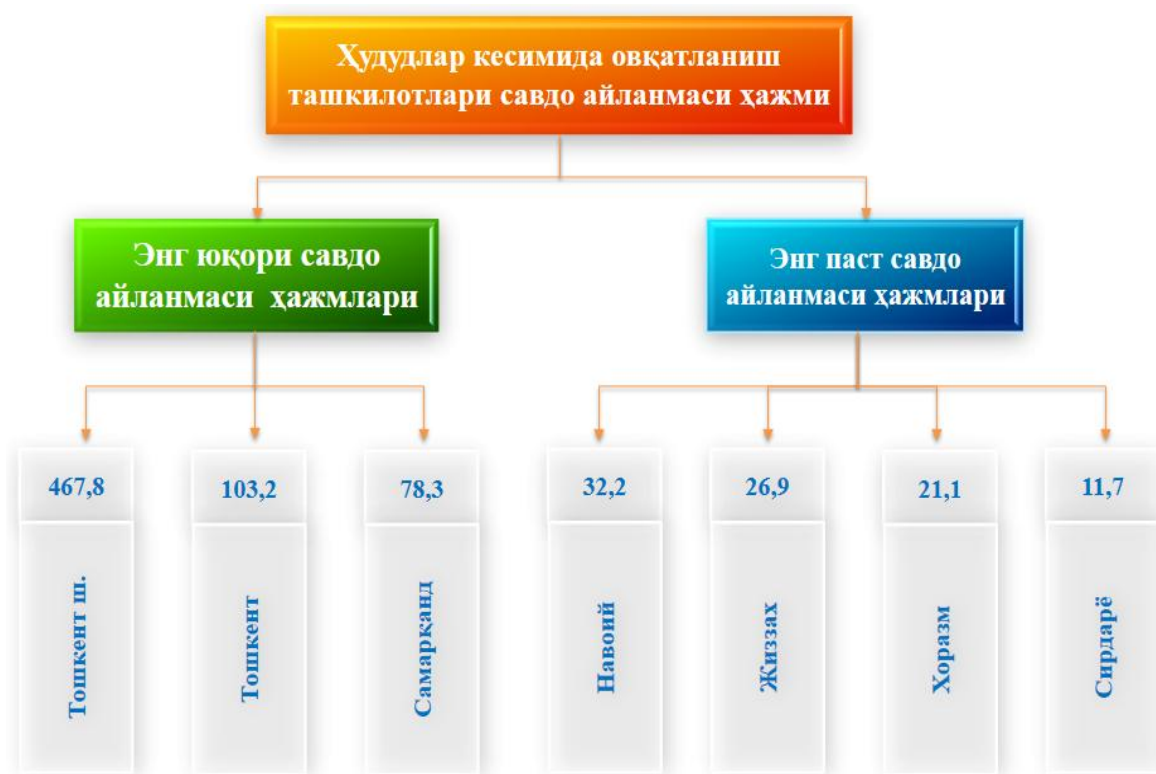 Ҳудудлар кесимида овқатланиш
ташкилотлари савдо айланмаси ҳажми
Энг юқори савдо
айланмаси ҳажмлари
Энг паст савдо
айланмаси ҳажмлари
467,8
103,2
78,3
32,2
26,9
21,1
11,7
Тошкент ш.
Тошкент
Самарқанд
Навоий
Жиззах
Хоразм
Сирдарё